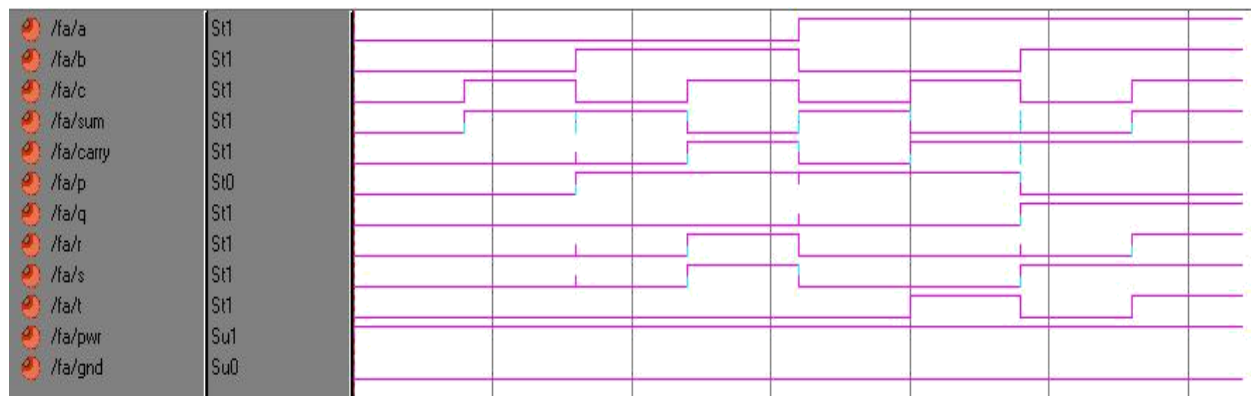 /fa/a St1
/fa/b St1
/fa/c St1
/fa/sum St1
/fa/carry St1
/fa/p St0
/fa/q St1
/fa/r St1
/fa/s St1
/fa/t St1
/fa/pwr Su1
/fa/gnd Su0